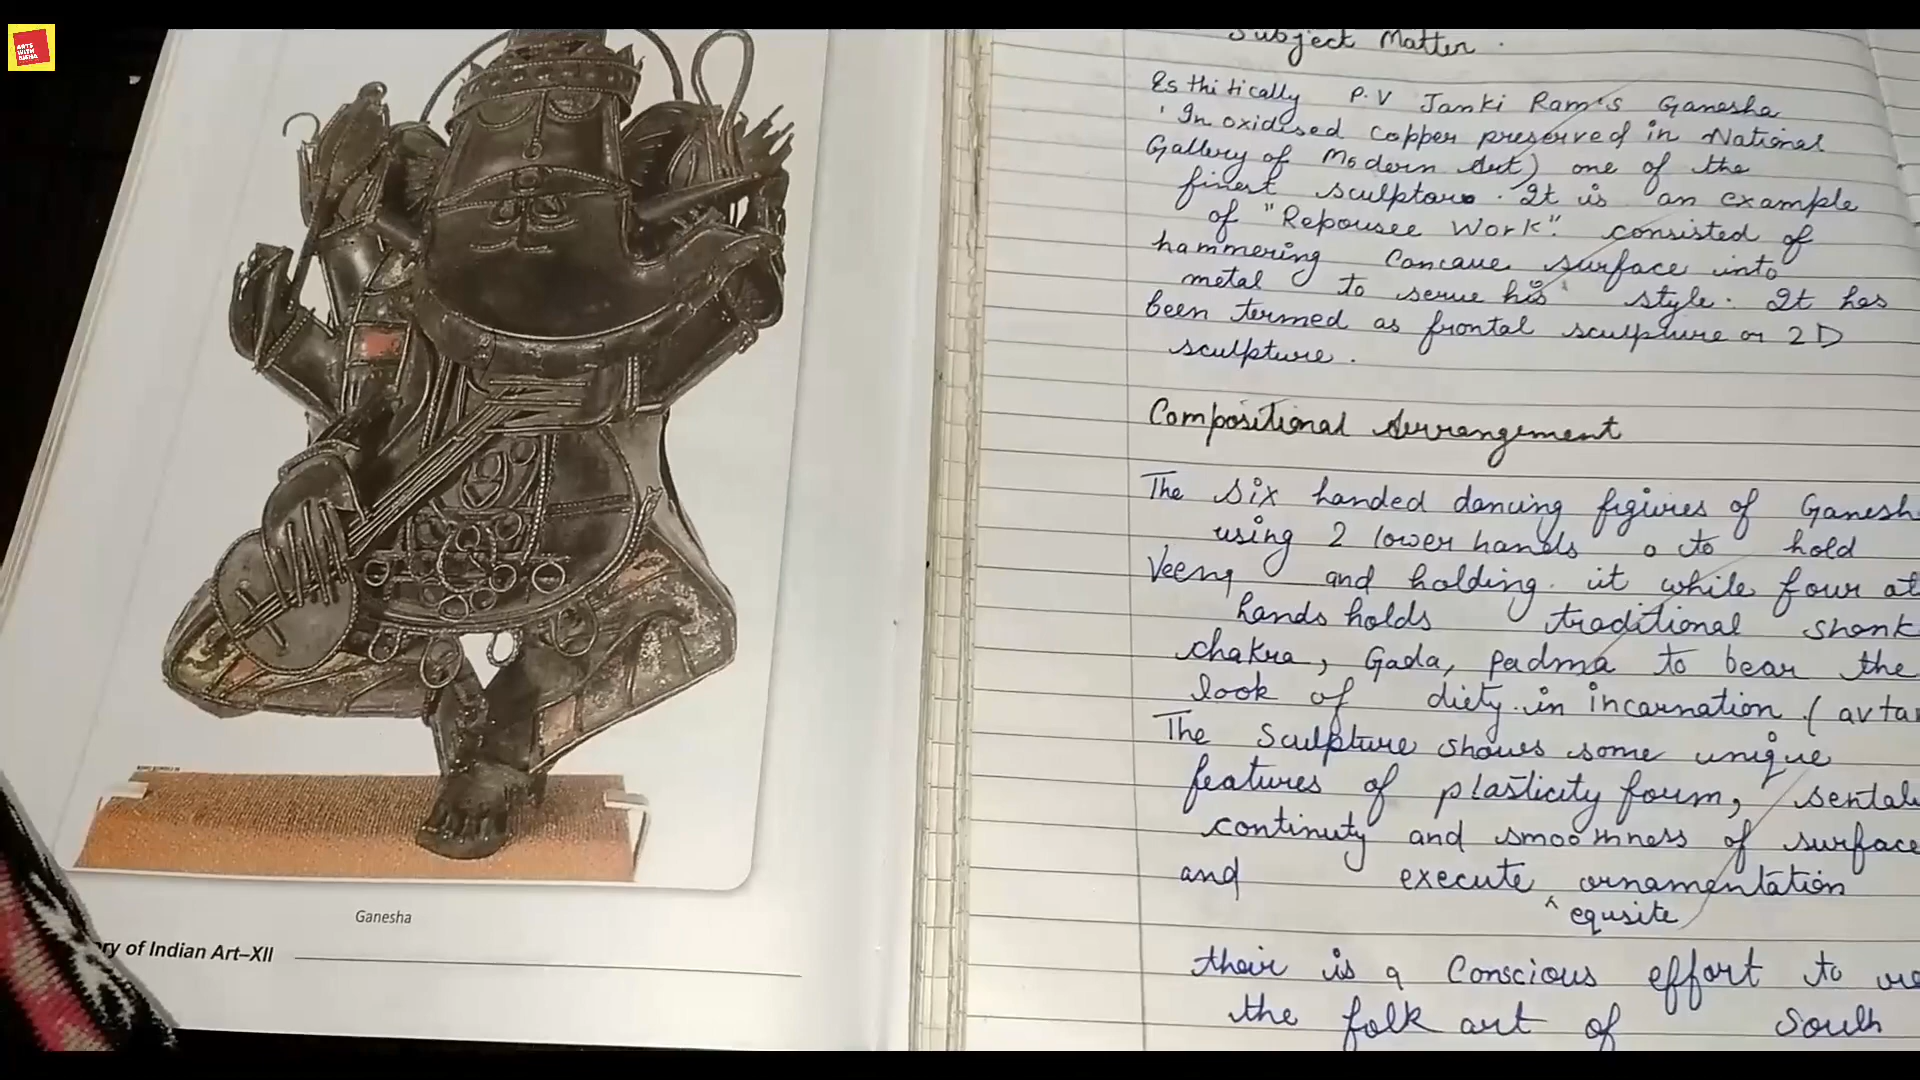 ARTS
WITH
Ganesha
ry of Indian Art–XII
Subject Matter.
Esthitically P.V Janki Ram's Ganesha
'In oxidised copper preserved in National
Gallery of Modern Art) one of the
finest sculpture. It is an example
of "Repousee Work". consisted of
hammering Concave surface into
metal to serve his style. It has
been termed as frontal sculpture or 2D
sculpture.
Compositional Arrangement
The six handed dancing figures of Ganesh
using 2 lower hands to hold
Veena and holding it while four at
hands holds traditional shank
chakra, Gada, padma to bear the
look of diety in incarnation (avtar
The Sculpture shows some unique
features of plasticity form,
continuty and smoothness of surface
and execute ornamentation
^ equsite
their is a Conscious effort to
the folk art of South